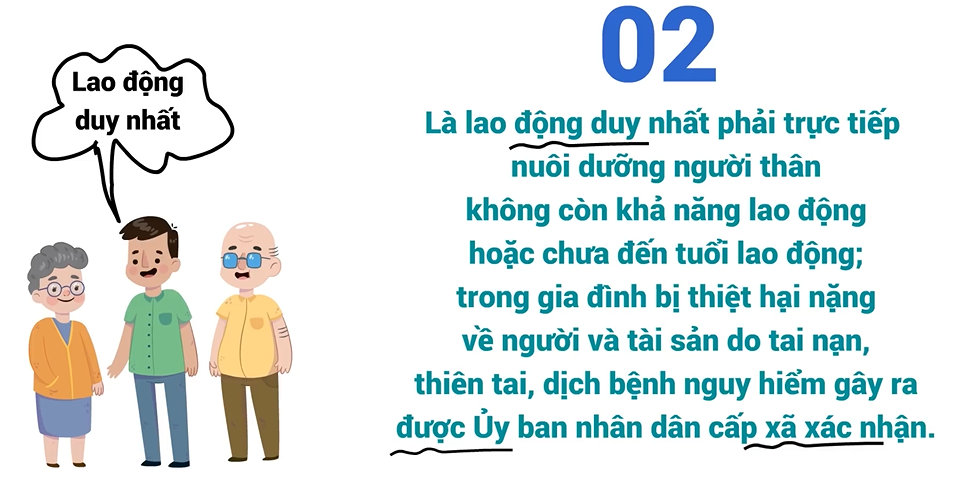 Lao động
duy nhất
02
Là lao động duy nhất phải trực tiếp
nuôi dưỡng người thân
không còn khả năng lao động
hoặc chưa đến tuổi lao động;
trong gia đình bị thiệt hại nặng
về người và tài sản do tai nạn,
thiên tai, dịch bệnh nguy hiểm gây ra
được Ủy ban nhân dân cấp xã xác nhận.